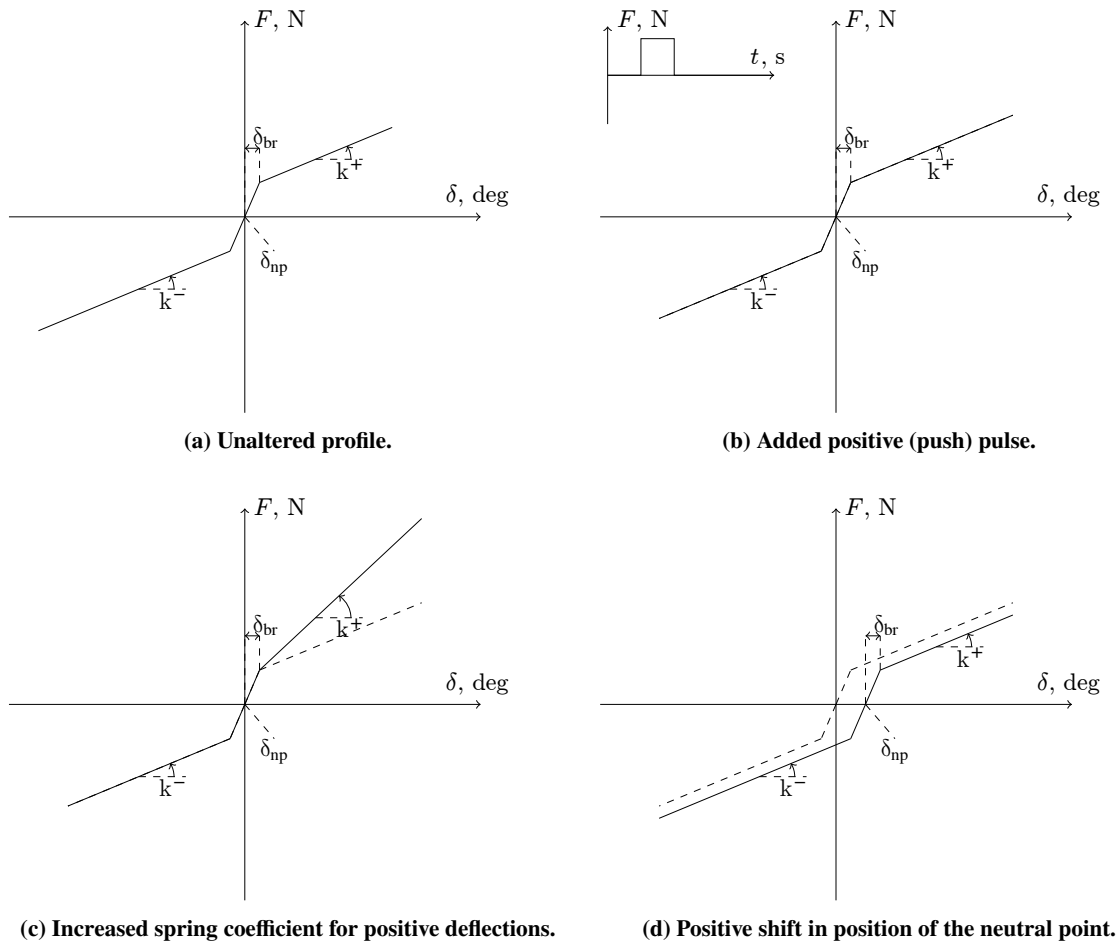 F, N
δbr
k+
δ, deg
δnp
k−
(a) Unaltered profile.
F, N
t, s
F, N
δbr
k+
δ, deg
δnp
k−
(b) Added positive (push) pulse.
F, N
δbr
k+
δ, deg
δnp
k−
(c) Increased spring coefficient for positive deflections.
F, N
δbr
k+
δ, deg
δnp
k−
(d) Positive shift in position of the neutral point.